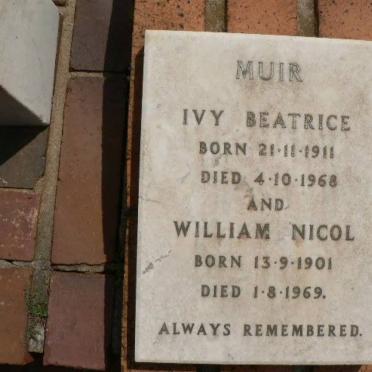 MUIR
IVY BEATRICE
BORN 21·11·1911
DIED 4·10·1968
AND
WILLIAM NICOL
BORN 13·9·1901
DIED 1·8·1969.
ALWAYS REMEMBERED.